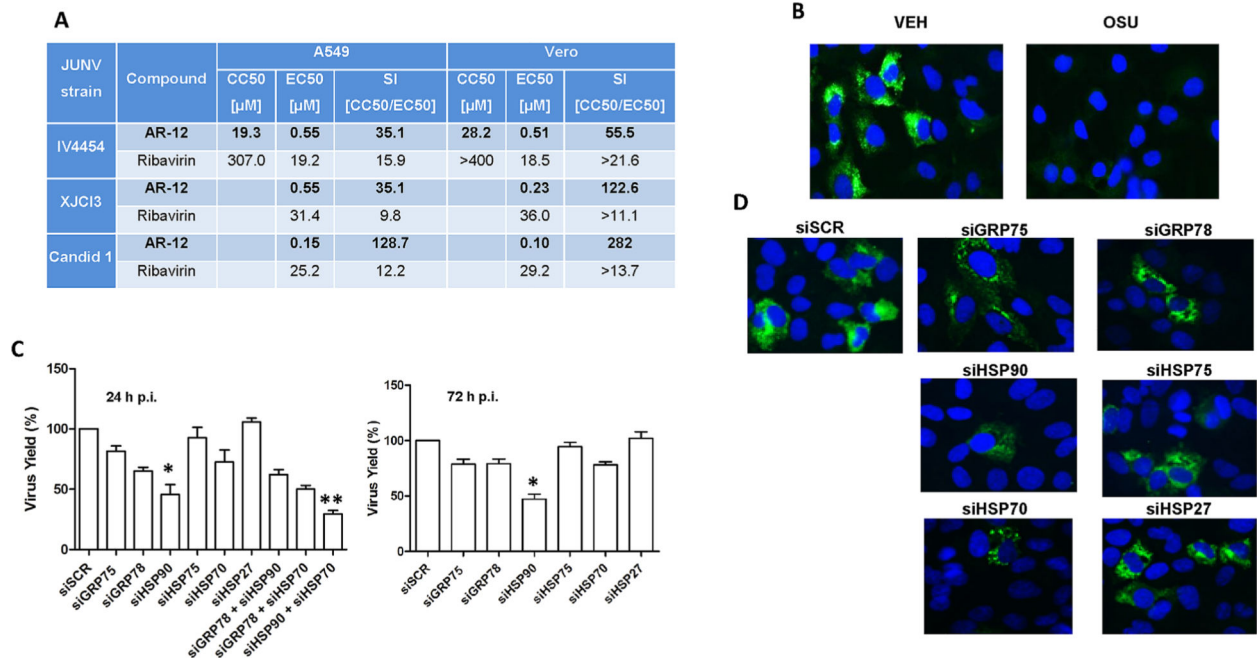 A
JUNV strain Compound A549 Vero
CC50 [µM] EC50 [µM] SI [CC50/EC50] CC50 [µM] EC50 [µM] SI [CC50/EC50]
IV4454 AR-12 19.3 0.55 35.1 28.2 0.51 55.5
Ribavirin 307.0 19.2 15.9 >400 18.5 >21.6
XJCl3 AR-12 0.55 35.1 0.23 122.6
Ribavirin 31.4 9.8 36.0 >11.1
Candid 1 AR-12 0.15 128.7 0.10 282
Ribavirin 25.2 12.2 29.2 >13.7
B
VEH OSU
C
Virus Yield (%)
150
100
50
0
24 h p.i.
*
**
siSCR
siGRP75
siGRP78
siHSP90
siHSP75
siHSP70
siHSP27
siGRP78 + siHSP90
siGRP78 + siHSP70
siHSP90 + siHSP70
Virus Yield (%)
150
100
50
0
72 h p.i.
*
siSCR
siGRP75
siGRP78
siHSP90
siHSP75
siHSP70
siHSP27
D
siSCR siGRP75 siGRP78
siHSP90 siHSP75
siHSP70 siHSP27